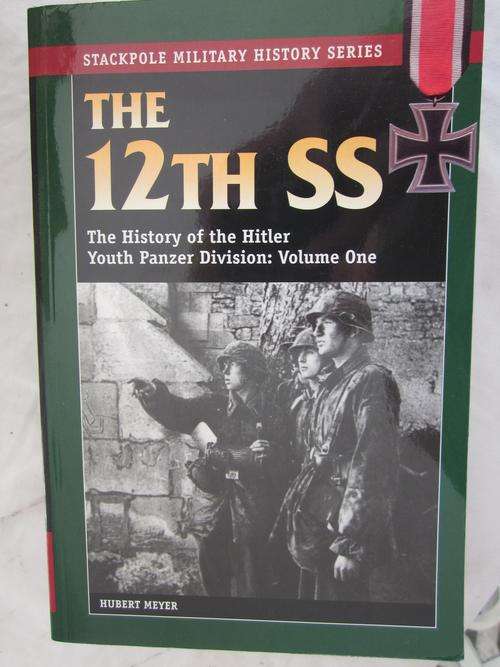 STACKPOLE MILITARY HISTORY SERIES
THE
12TH SS
The History of the Hitler
Youth Panzer Division: Volume One
HUBERT MEYER